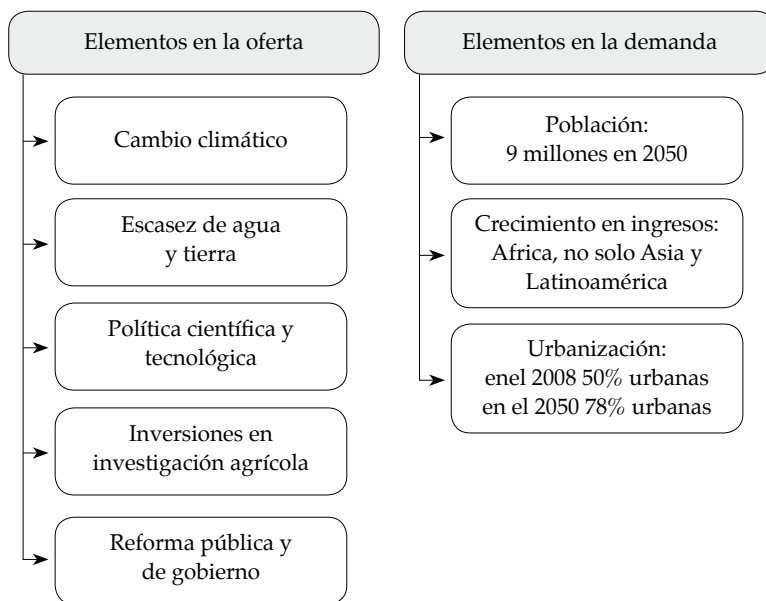 Elementos en la oferta
Cambio climático
Escasez de agua
y tierra
Política científica y
tecnológica
Inversiones en
investigación agrícola
Reforma pública y
de gobierno
Elementos en la demanda
Población:
9 millones en 2050
Crecimiento en ingresos:
Africa, no solo Asia y
Latinoamérica
Urbanización:
enel 2008 50% urbanas
en el 2050 78% urbanas